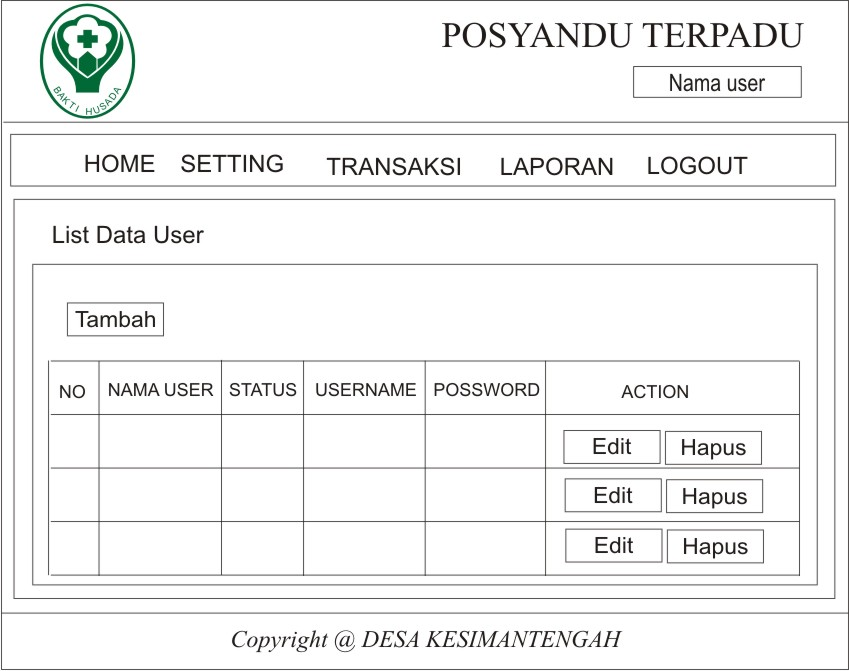 POSYANDU TERPADU
BAKTI HUSADA
Nama user
HOME SETTING TRANSAKSI LAPORAN LOGOUT
List Data User
Tambah
NO NAMA USER STATUS USERNAME POSSWORD ACTION
Edit Hapus
Edit Hapus
Edit Hapus
Copyright @ DESA KESIMANTENGAH